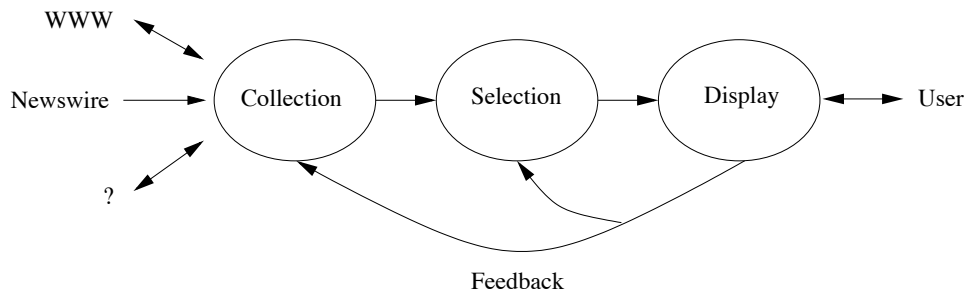 WWW
Newswire
?
Collection
Selection
Display
User
Feedback